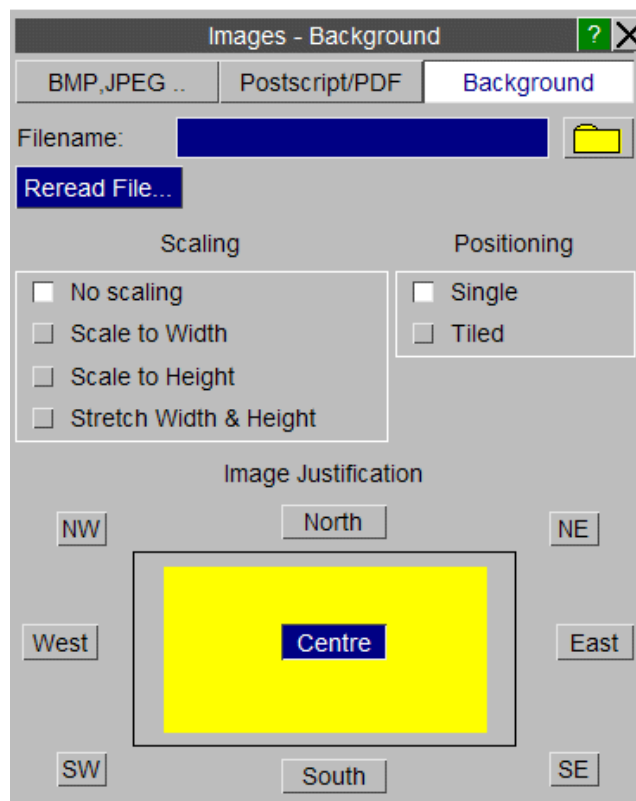 Images - Background ? X
BMP,JPEG .. Postscript/PDF Background
Filename:
Reread File...
Scaling Positioning
No scaling Single
Scale to Width Tiled
Scale to Height
Stretch Width & Height
Image Justification
NW North NE
West Centre East
SW South SE